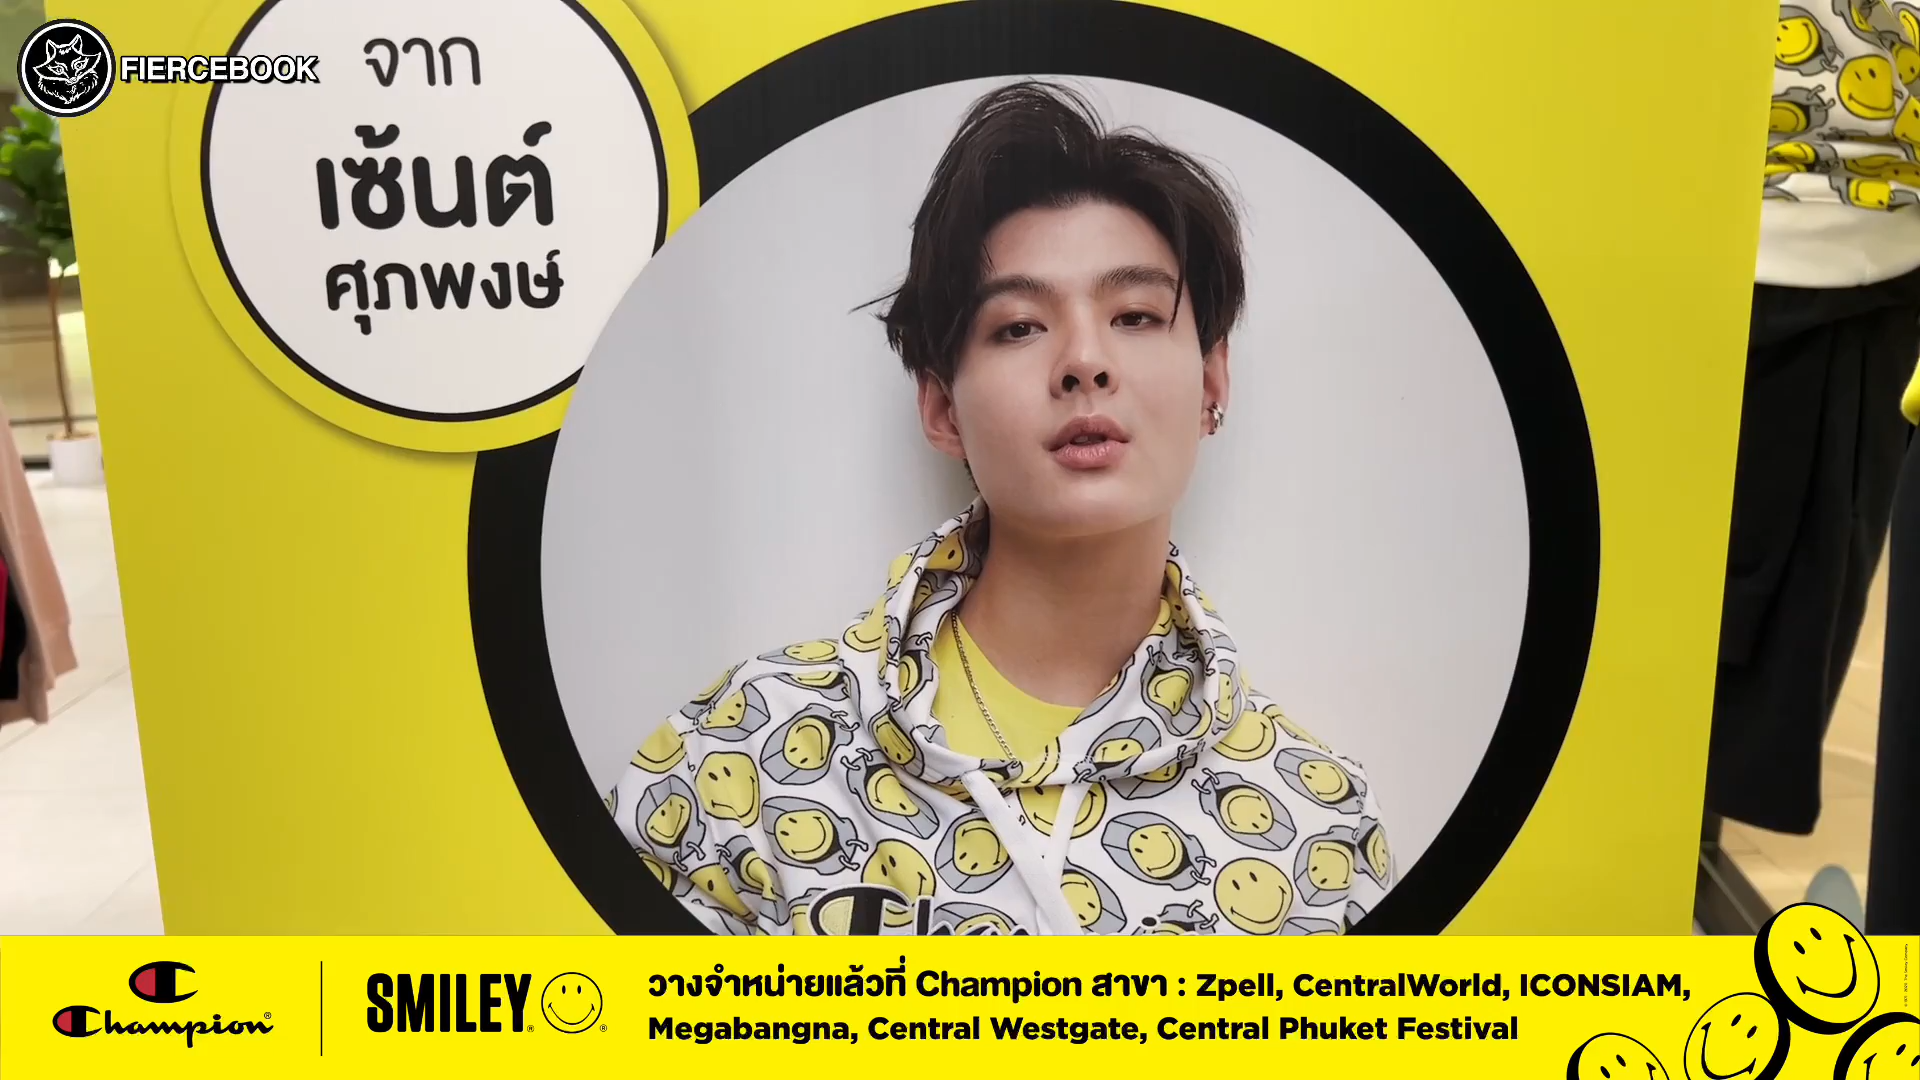 FIERCEBOOK
จาก
เซ้นต์
ศุภพงษ์
Champion
Champion
SMILEY
วางจำหน่ายแล้วที่ Champion สาขา : Zpell, CentralWorld, ICONSIAM,
Megabangna, Central Westgate, Central Phuket Festival